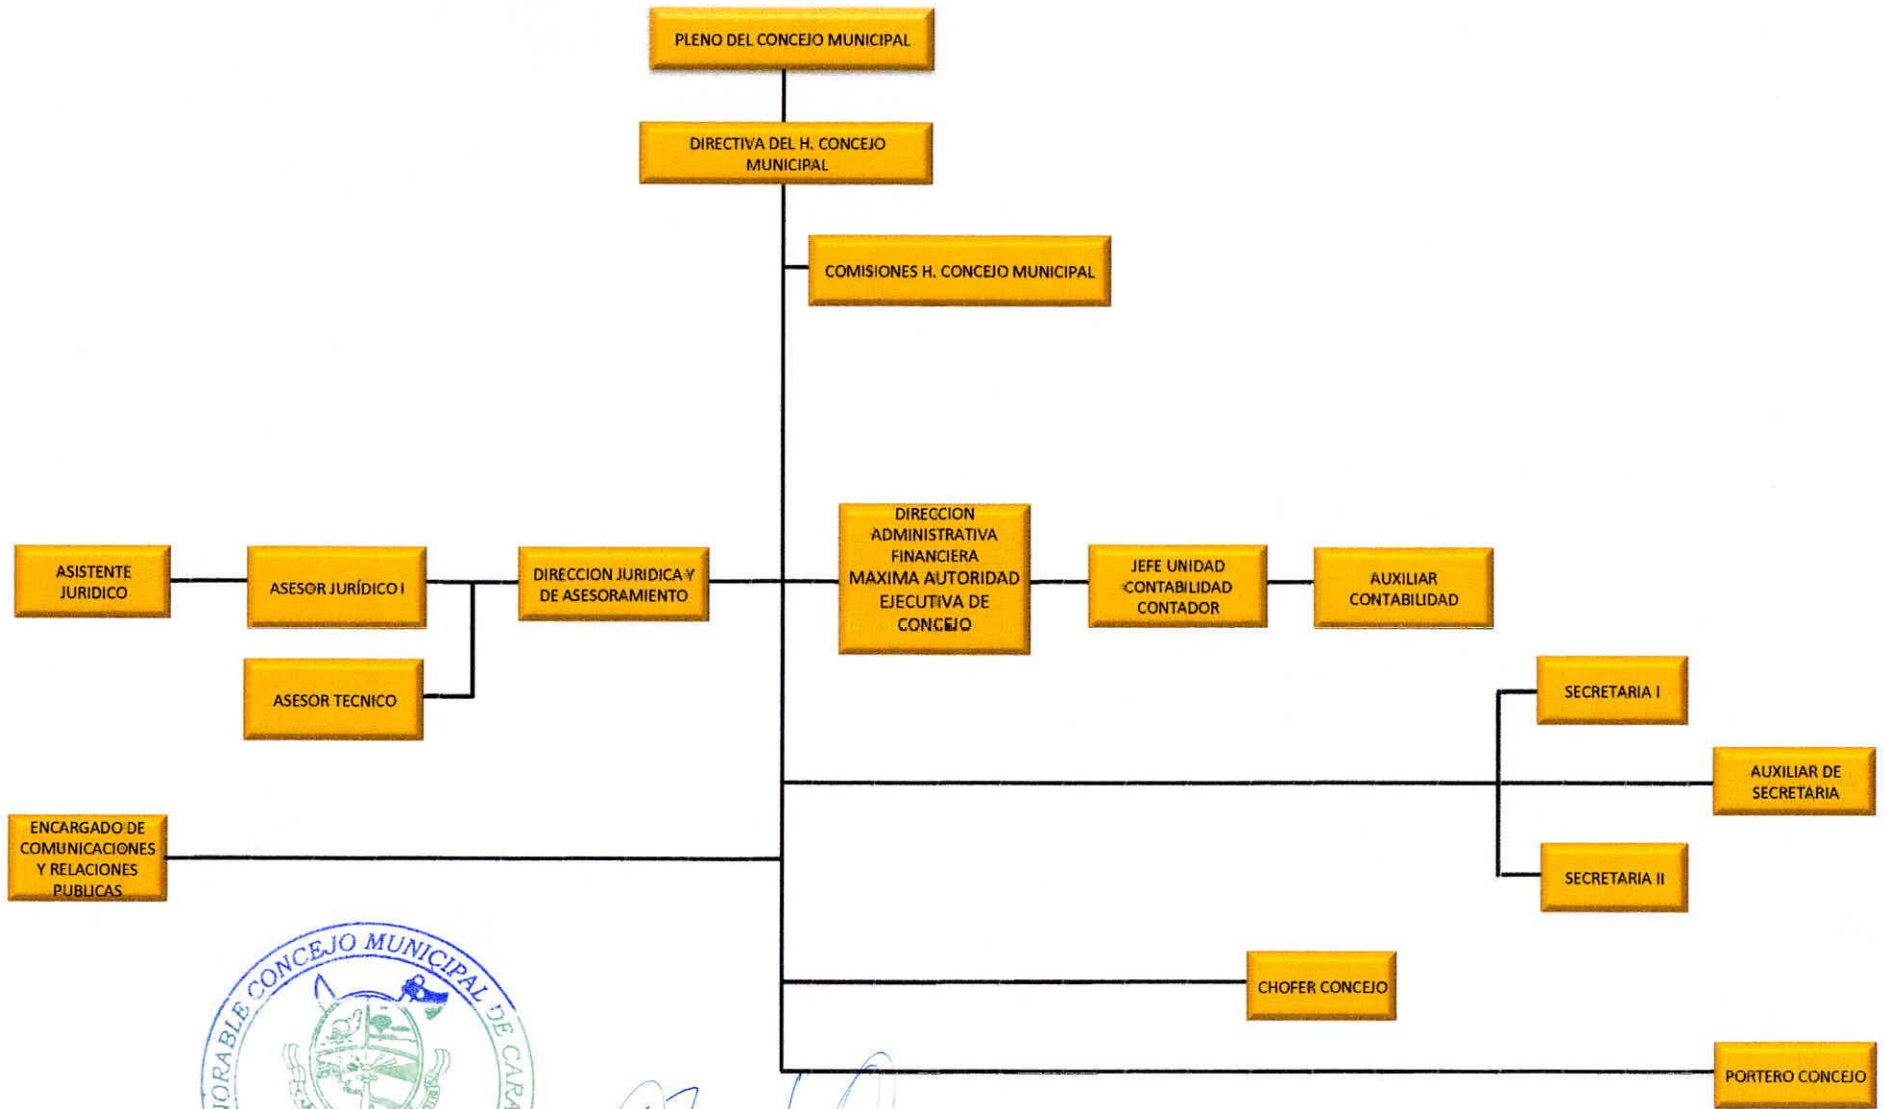 PLENO DEL CONCEJO MUNICIPAL
DIRECTIVA DEL H. CONCEJO
MUNICIPAL
COMISIONES H. CONCEJO MUNICIPAL
DIRECCION
ADMINISTRATIVA
FINANCIERA
MAXIMA AUTORIDAD
EJECUTIVA DE
CONCEJO
JEFE UNIDAD
CONTABILIDAD
CONTADOR
AUXILIAR
CONTABILIDAD
DIRECCION JURIDICA Y
DE ASESORAMIENTO
ASESOR JURÍDICO I
ASISTENTE
JURIDICO
ASESOR TECNICO
SECRETARIA I
AUXILIAR DE
SECRETARIA
SECRETARIA II
ENCARGADO DE
COMUNICACIONES
Y RELACIONES
PUBLICAS
CHOFER CONCEJO
PORTERO CONCEJO
CONCEJO MUNICIPAL DE